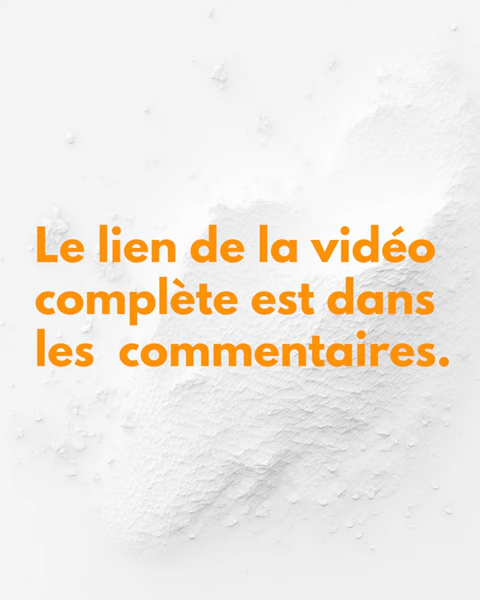 Le lien de la vidéo
complète est dans
les  commentaires.